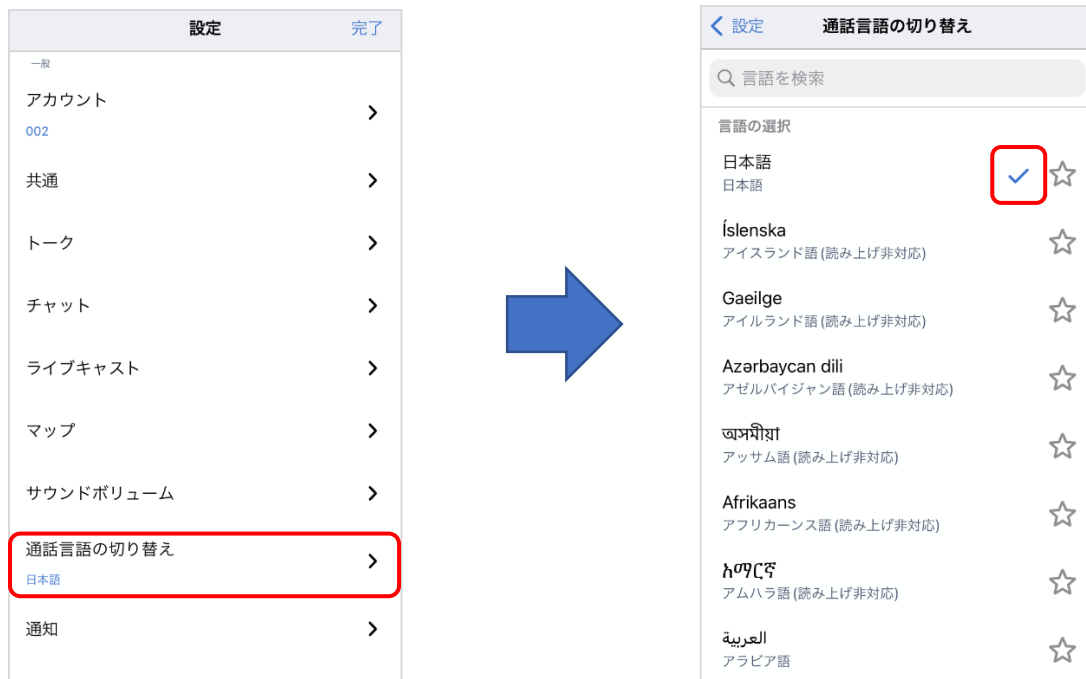 設定
完了
一般
アカウント
002
共通
トーク
チャット
ライブキャスト
マップ
サウンドボリューム
通話言語の切り替え
日本語
通知
設定
通話言語の切り替え
言語を検索
言語の選択
日本語
日本語
Íslenska
アイスランド語(読み上げ非対応)
Gaeilge
アイルランド語(読み上げ非対応)
Azərbaycan dili
アゼルバイジャン語(読み上げ非対応)
অসমীয়া
アッサム語(読み上げ非対応)
Afrikaans
アフリカーンス語(読み上げ非対応)
አማርኛ
アムハラ語(読み上げ非対応)
العربية
アラビア語